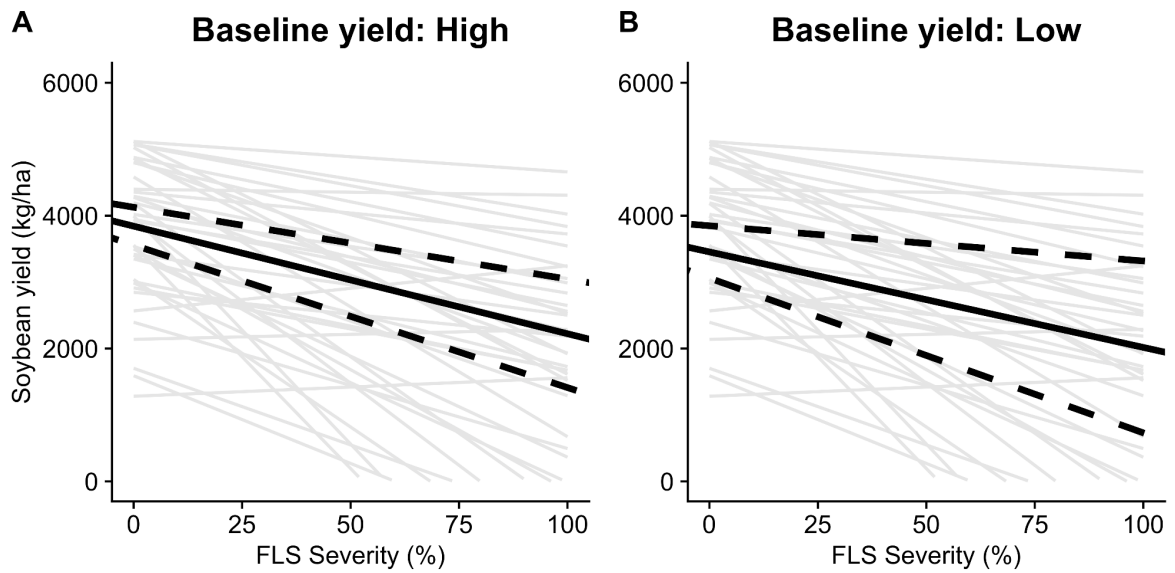 A
Baseline yield: High
Soybean yield (kg/ha)
6000
4000
2000
0
0 25 50 75 100
FLS Severity (%)
B
Baseline yield: Low
6000
4000
2000
0
0 25 50 75 100
FLS Severity (%)